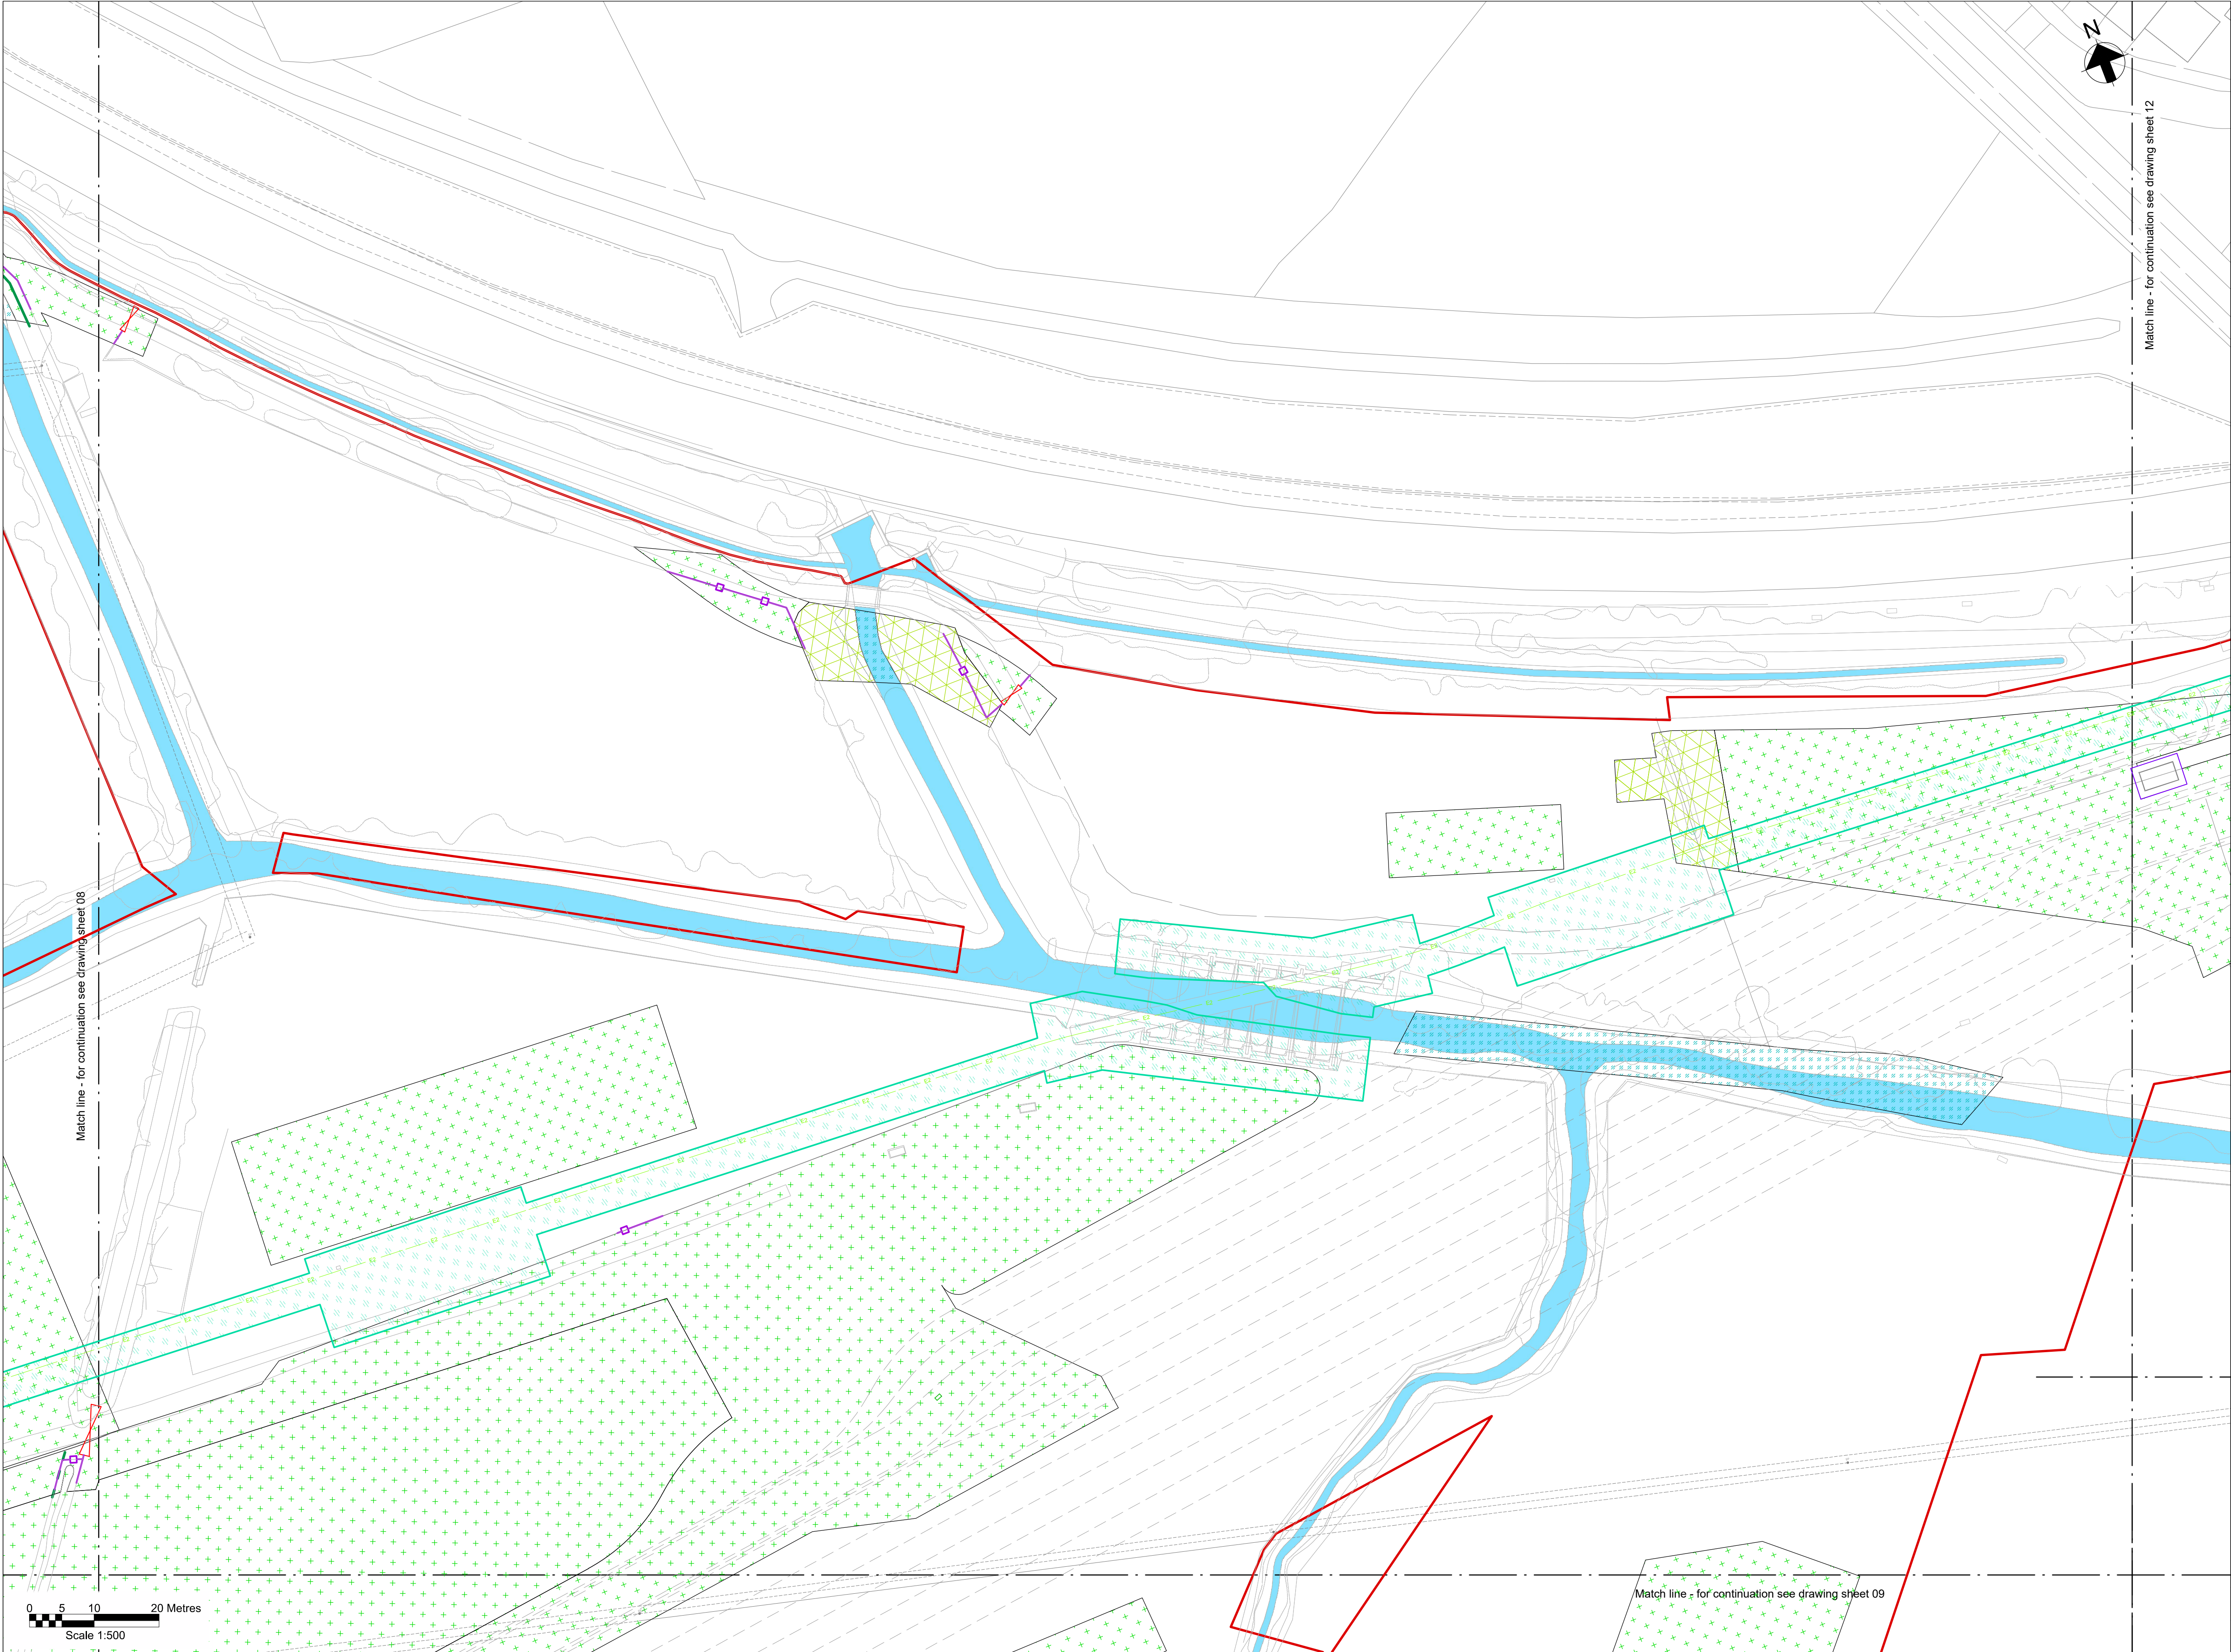 N
Match line - for continuation see drawing sheet 12
Match line - for continuation see drawing sheet 08
Match line - for continuation see drawing sheet 09
0 5 10 20 Metres
Scale 1:500